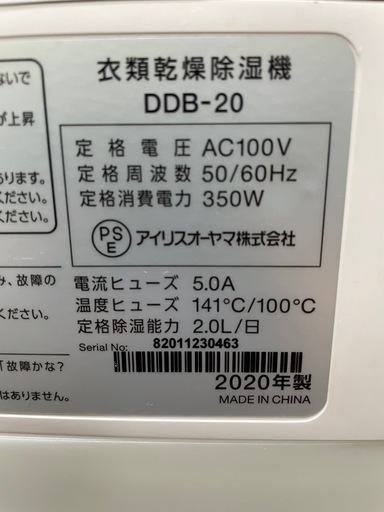 ないで
が上昇
あります。
ください。
ください。
み、故障の
「故障かな?
はありません。
衣類乾燥除湿機
DDB-20
定格電圧 AC100V
定格周波数 50/60Hz
定格消費電力 350W
PSE アイリスオーヤマ株式会社
電流ヒューズ 5.0A
温度ヒューズ 141°C/100°C
定格除湿能力 2.0L/日
Serial No: 82011230463
2020年製
MADE IN CHINA